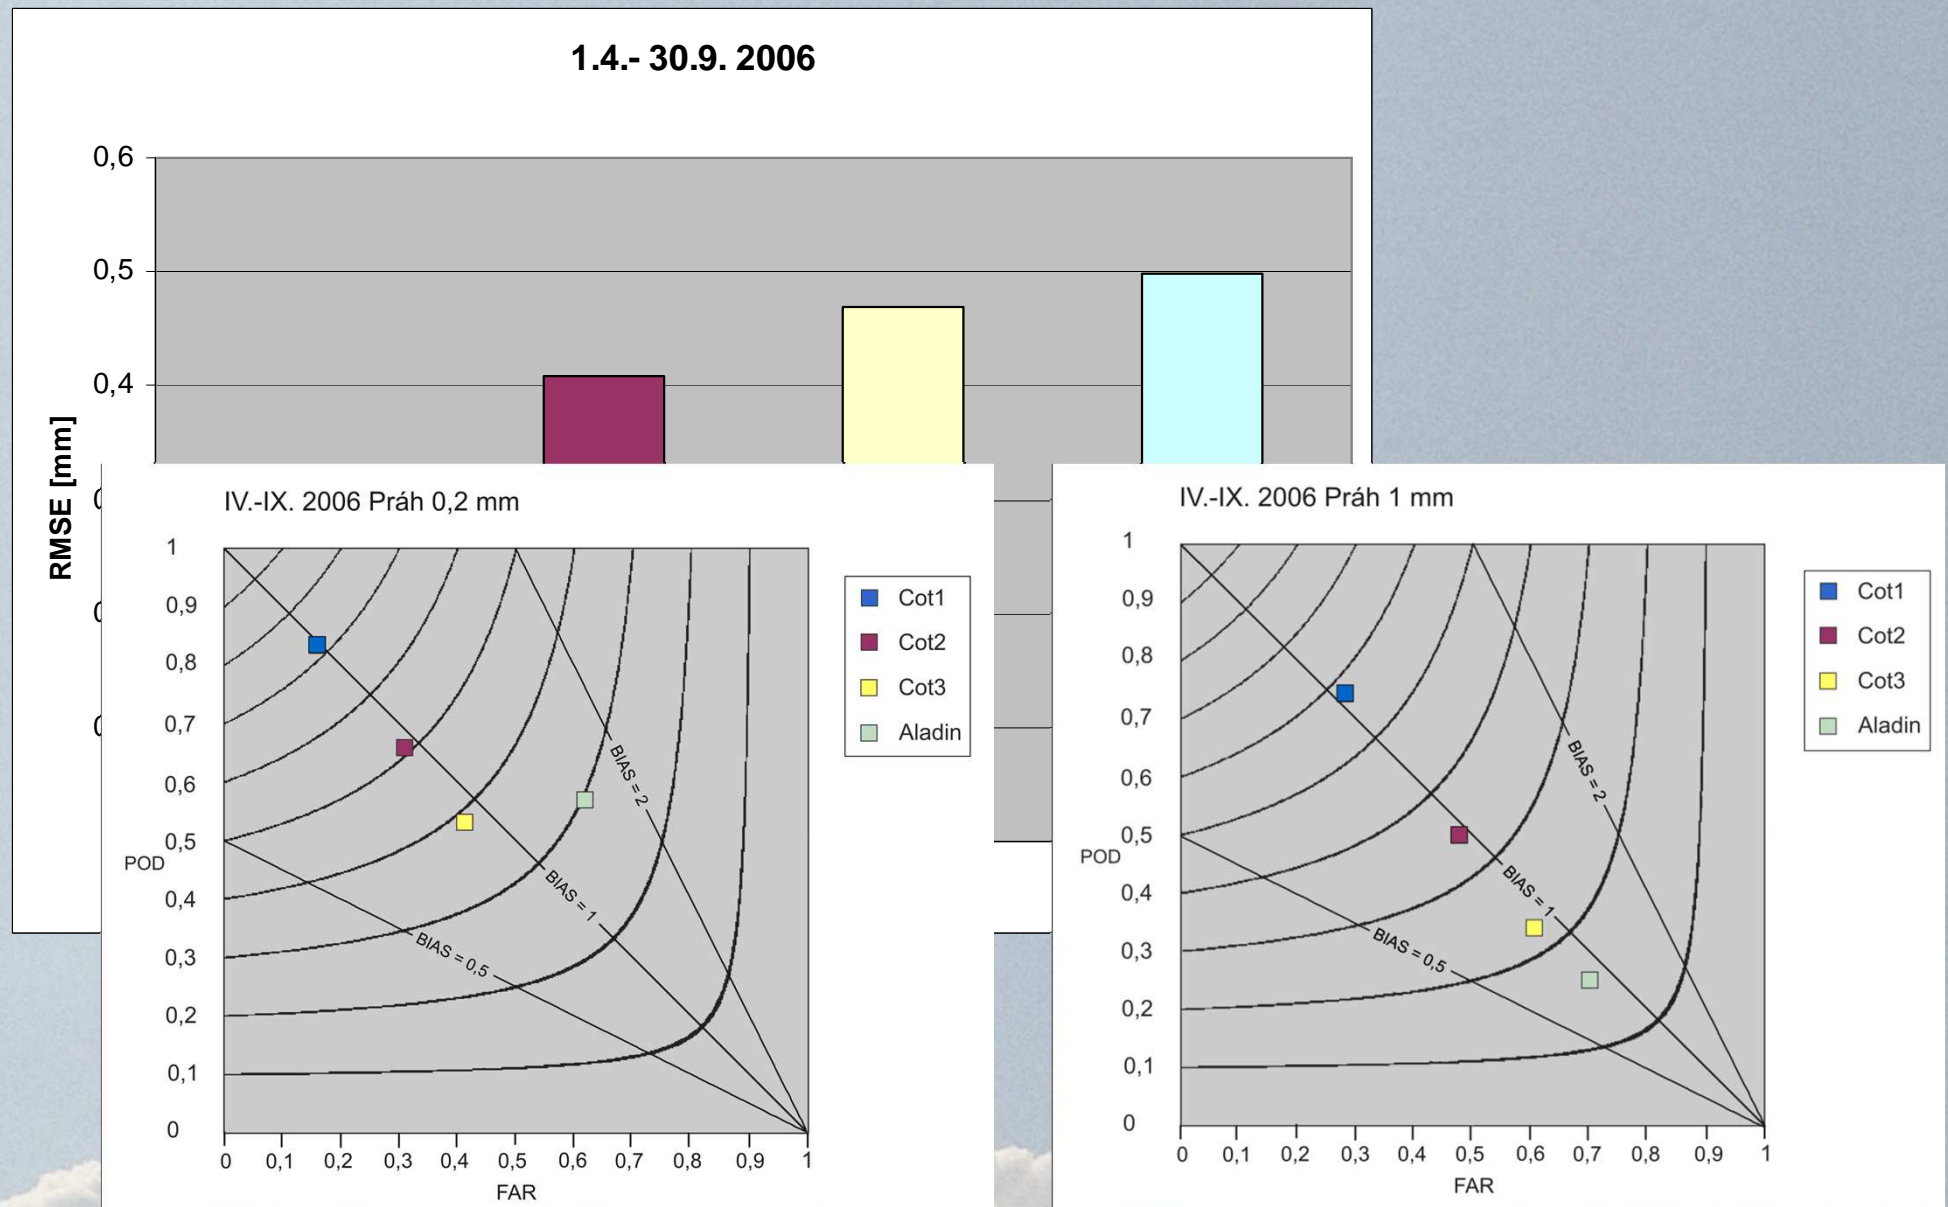 1.4.- 30.9. 2006
0,6
0,5
0,4
RMSE [mm]
IV.-IX. 2006 Práh 0,2 mm
1
0,9
0,8
0,7
0,6
0,5
POD
0,4
0,3
0,2
0,1
0
0 0,1 0,2 0,3 0,4 0,5 0,6 0,7 0,8 0,9 1
FAR
BIAS = 2
BIAS = 1
BIAS = 0,5
Cot1
Cot2
Cot3
Aladin
IV.-IX. 2006 Práh 1 mm
1
0,9
0,8
0,7
0,6
0,5
POD
0,4
0,3
0,2
0,1
0
0 0,1 0,2 0,3 0,4 0,5 0,6 0,7 0,8 0,9 1
FAR
BIAS = 2
BIAS = 1
BIAS = 0,5
Cot1
Cot2
Cot3
Aladin